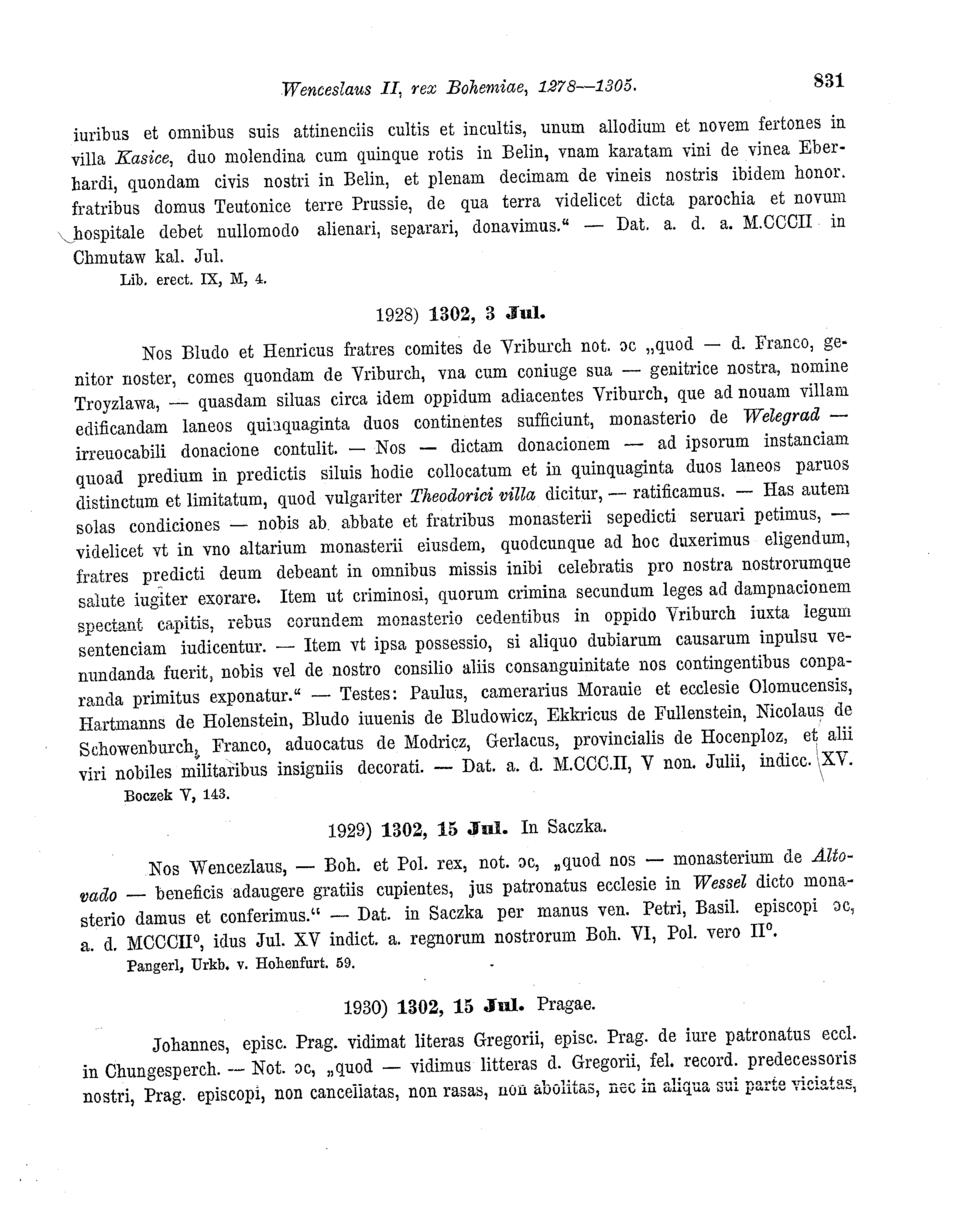 Wenceslaus II, rex Bohemiae, 1278—1305. 831
iuribus et omnibus suis attinenciis cultis et incultis, unum allodium et novem fertones in
villa Kasice, duo molendina cum quinque rotis in Belin, vnam karatam vini de vinea Eber-
hardi, quondam civis nostri in Belin, et plenam decimam de vineis nostris ibidem honor.
fratribus domus Teutonice terre Prussie, de qua terra videlicet dicta parochia et novum
hospitale debet nullomodo alienari, separari, donavimus.“ — Dat. a. d. a. M.CCCII in
Chmutaw kal. Jul.
Lib. erect. IX, M, 4.
1928) 1302, 3 Jul.
Nos Bludo et Henricus fratres comites de Vriburch not. ɔc „quod — d. Franco, ge-
nitor noster, comes quondam de Vriburch, vna cum coniuge sua — genitrice nostra, nomine
Troyzlawa, — quasdam siluas circa idem oppidum adiacentes Vriburch, que ad nouam villam
edificandam laneos quinquaginta duos continentes sufficiunt, monasterio de Welegrad —
irreuocabili donacione contulit. — Nos — dictam donacionem — ad ipsorum instanciam
quoad predium in predictis siluis hodie collocatum et in quinquaginta duos laneos paruos
distinctum et limitatum, quod vulgariter Theodorici villa dicitur, — ratificamus. — Has autem
solas condiciones — nobis ab abbate et fratribus monasterii sepedicti seruari petimus, —
videlicet vt in vno altarium monasterii eiusdem, quodcunque ad hoc duxerimus eligendum,
fratres predicti deum debeant in omnibus missis inibi celebratis pro nostra nostrorumque
salute iugiter exorare. Item ut criminosi, quorum crimina secundum leges ad dampnacionem
spectant capitis, rebus eorundem monasterio cedentibus in oppido Vriburch iuxta legum
sentenciam iudicentur. — Item vt ipsa possessio, si aliquo dubiarum causarum inpulsu ve-
nundanda fuerit, nobis vel de nostro consilio aliis consanguinitate nos contingentibus conpa-
randa primitus exponatur.“ — Testes: Paulus, camerarius Morauie et ecclesie Olomucensis,
Hartmanns de Holenstein, Bludo iuuenis de Bludowicz, Ekkricus de Fullenstein, Nicolaus de
Schowenburch, Franco, aduocatus de Modricz, Gerlacus, provincialis de Hocenploz, et alii
viri nobiles militaribus insigniis decorati. — Dat. a. d. M.CCC.II, V non. Julii, indicc. XV.
Boczek V, 143.
1929) 1302, 15 Jul. In Saczka.
Nos Wencezlaus, — Boh. et Pol. rex, not. ɔc, „quod nos — monasterium de Alto-
vado — beneficis adaugere gratiis cupientes, jus patronatus ecclesie in Wessel dicto mona-
sterio damus et conferimus.“ — Dat. in Saczka per manus ven. Petri, Basil. episcopi ɔc,
a. d. MCCCIIº, idus Jul. XV indict. a. regnorum nostrorum Boh. VI, Pol. vero IIº.
Pangerl, Urkb. v. Hohenfurt. 59.
1930) 1302, 15 Jul. Pragae.
Johannes, episc. Prag. vidimat literas Gregorii, episc. Prag. de iure patronatus eccl.
in Chungesperch. — Not. ɔc, „quod — vidimus litteras d. Gregorii, fel. record. predecessoris
nostri, Prag. episcopi, non cancellatas, non rasas, non abolitas, nec in aliqua sui parte viciatas,